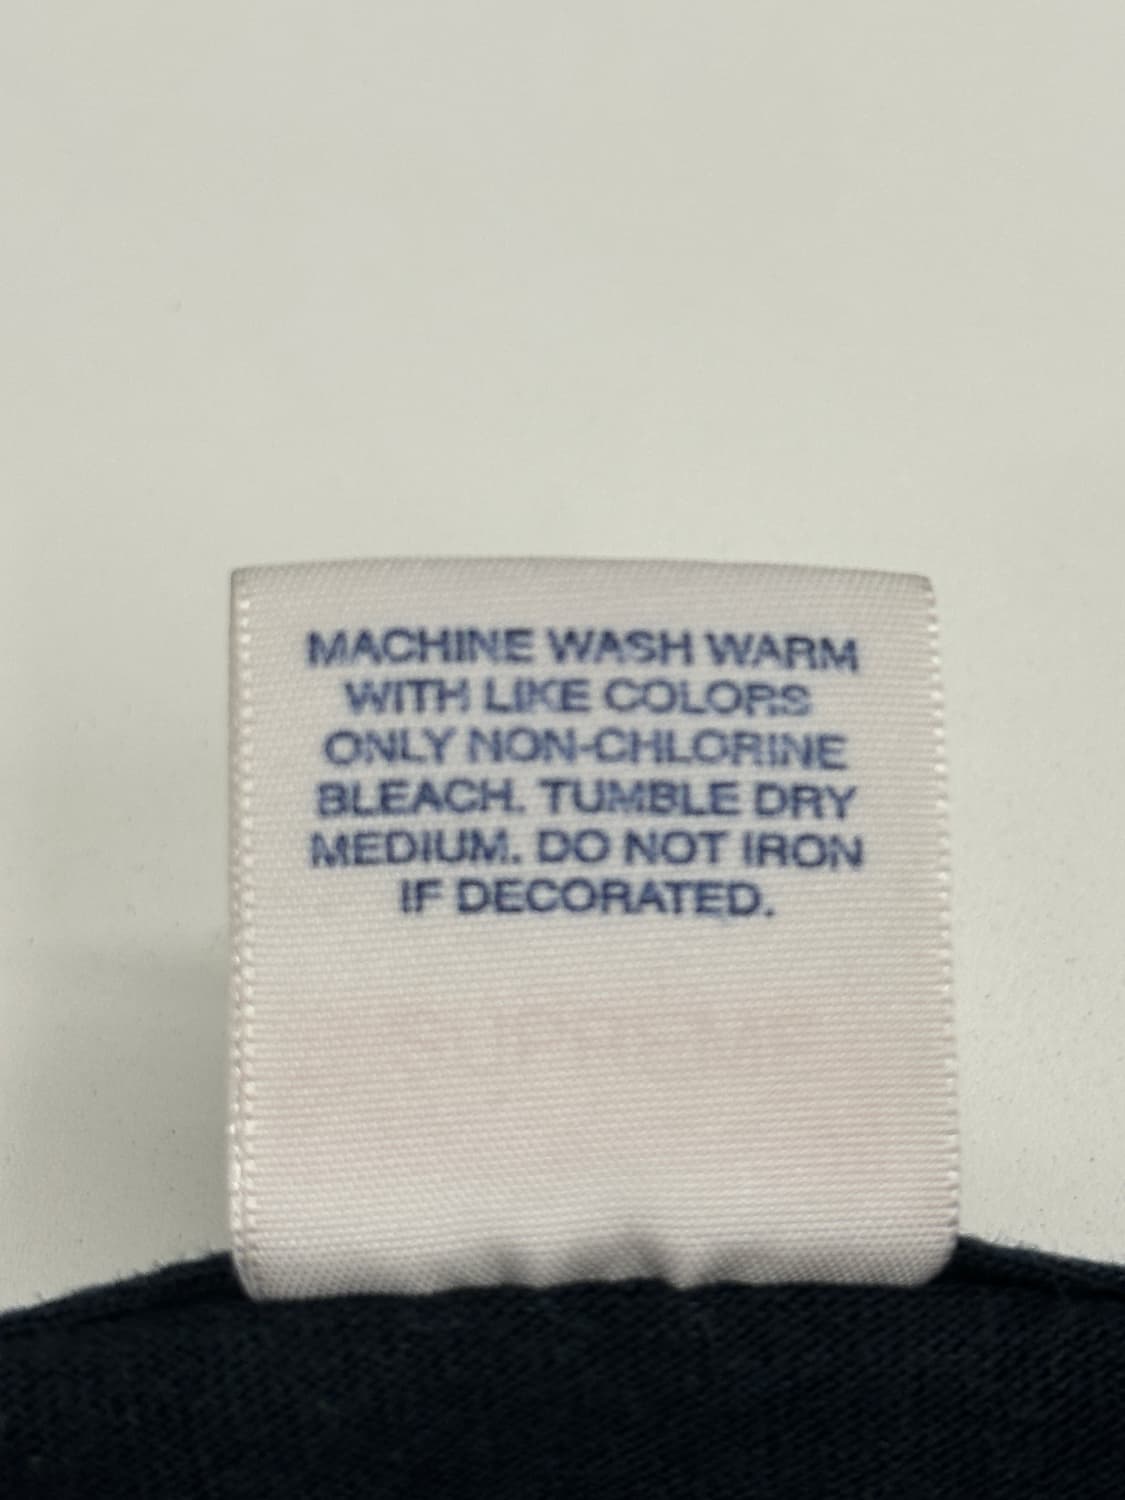 MACHINE WASH WARM
WITH LIKE COLORS
ONLY NON-CHLORINE
BLEACH. TUMBLE DRY
MEDIUM. DO NOT IRON
IF DECORATED.